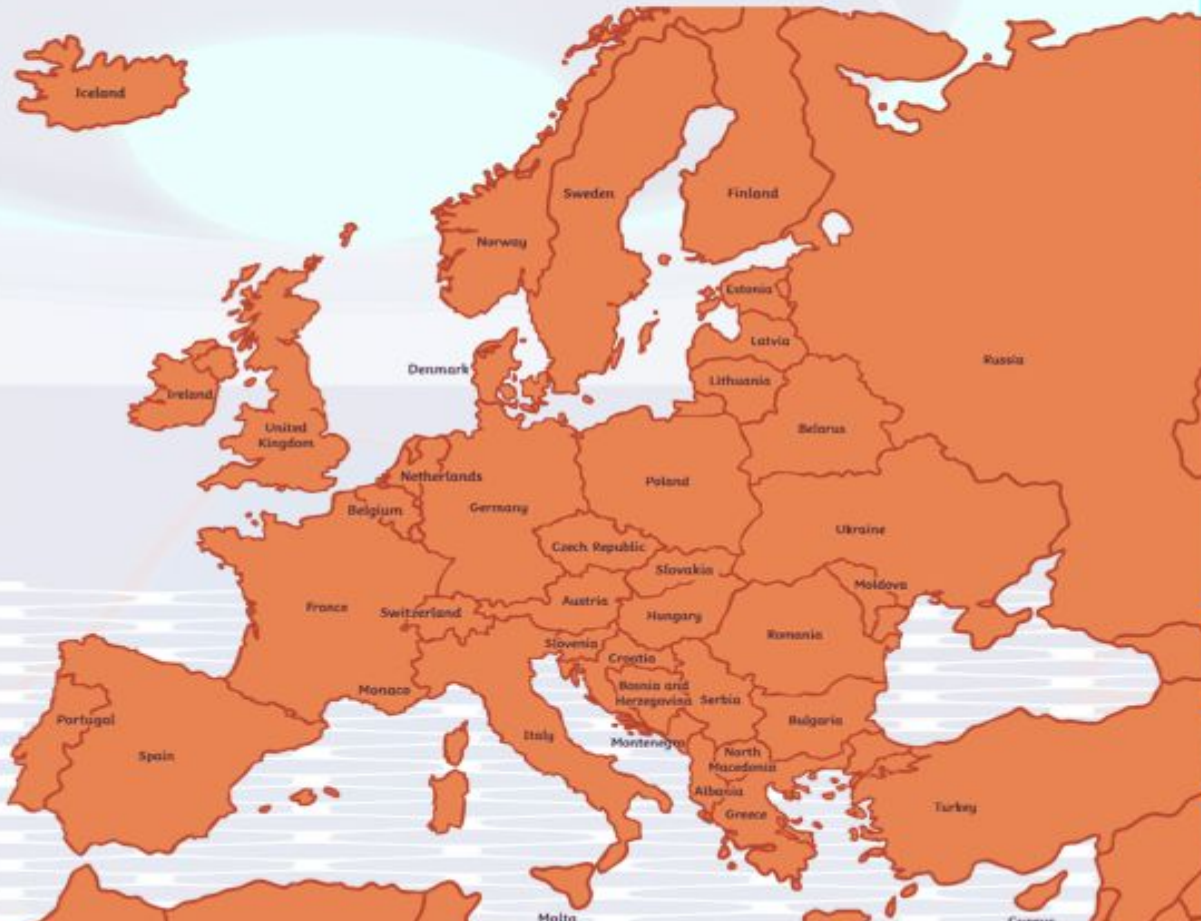 Iceland
Sweden
Finland
Norway
Estonia
Latvia
Russia
Denmark
Lithuania
Ireland
United
Kingdom
Belarus
Netherlands
Poland
Belgium
Germany
Ukraine
Czech Republic
Slovakia
Moldova
Austria
France
Switzerland
Hungary
Romania
Slovenia
Croatia
Monaco
Bosnia and
Herzegovina
Serbia
Portugal
Bulgaria
Italy
Montenegro
Spain
North
Macedonia
Albania
Turkey
Greece
Malta